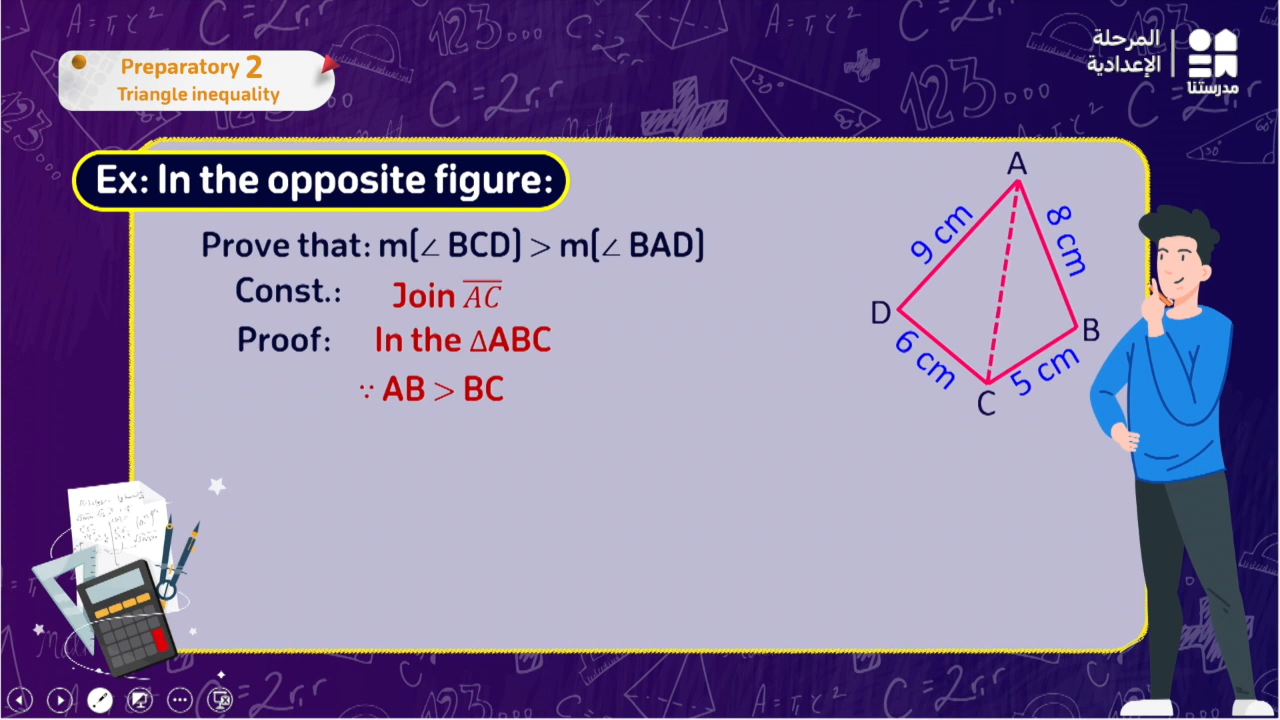 Preparatory 2
Triangle inequality
المرحلة
الإعدادية
مدرستنا
Ex: In the opposite figure:
Prove that: m(∠ BCD) > m(∠ BAD)
Const.: Join A̅C̅
Proof: In the ΔABC
∵ AB > BC
A
9 cm
8 cm
D
B
6 cm
5 cm
C